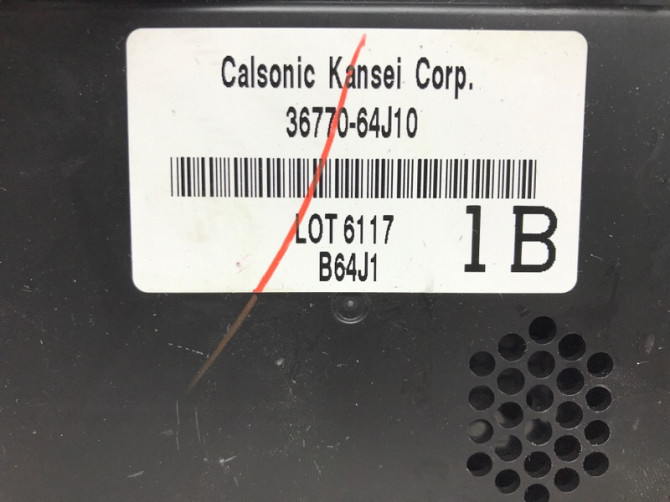 Calsonic Kansei Corp.
36770-64J10
LOT 6117
B64J1
1B